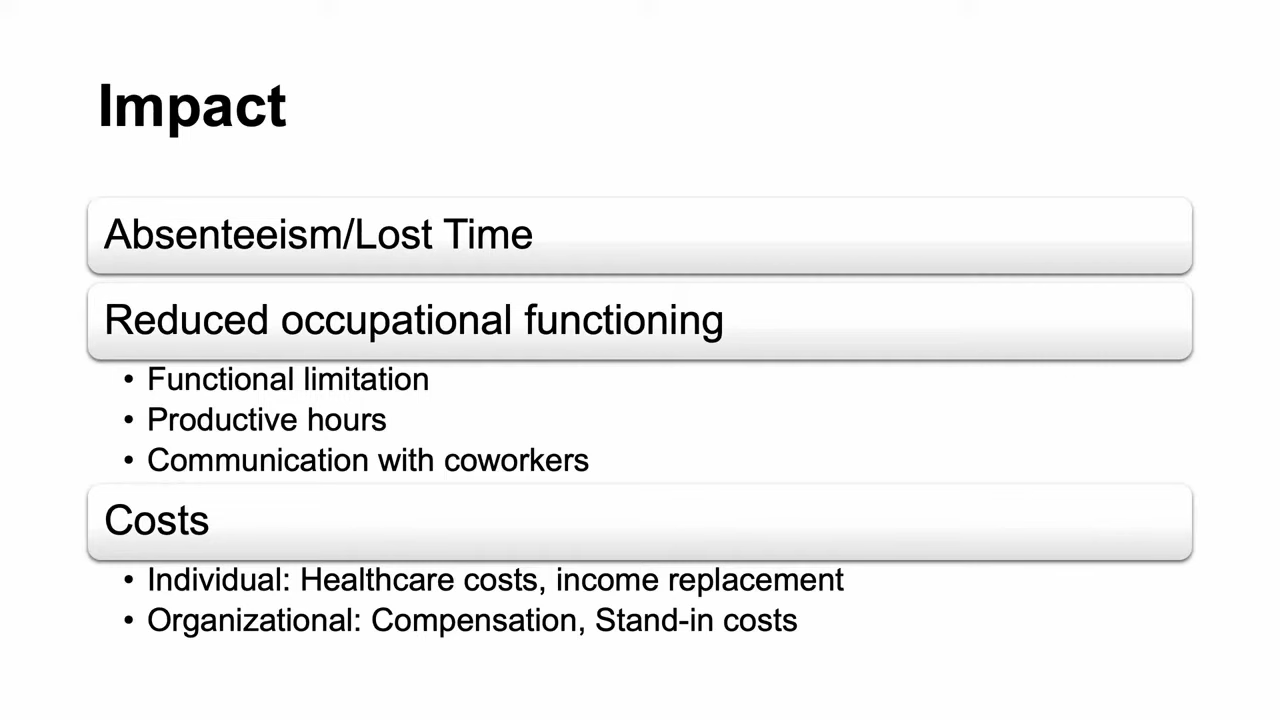 Impact
Absenteeism/Lost Time
Reduced occupational functioning
• Functional limitation
• Productive hours
• Communication with coworkers
Costs
• Individual: Healthcare costs, income replacement
• Organizational: Compensation, Stand-in costs